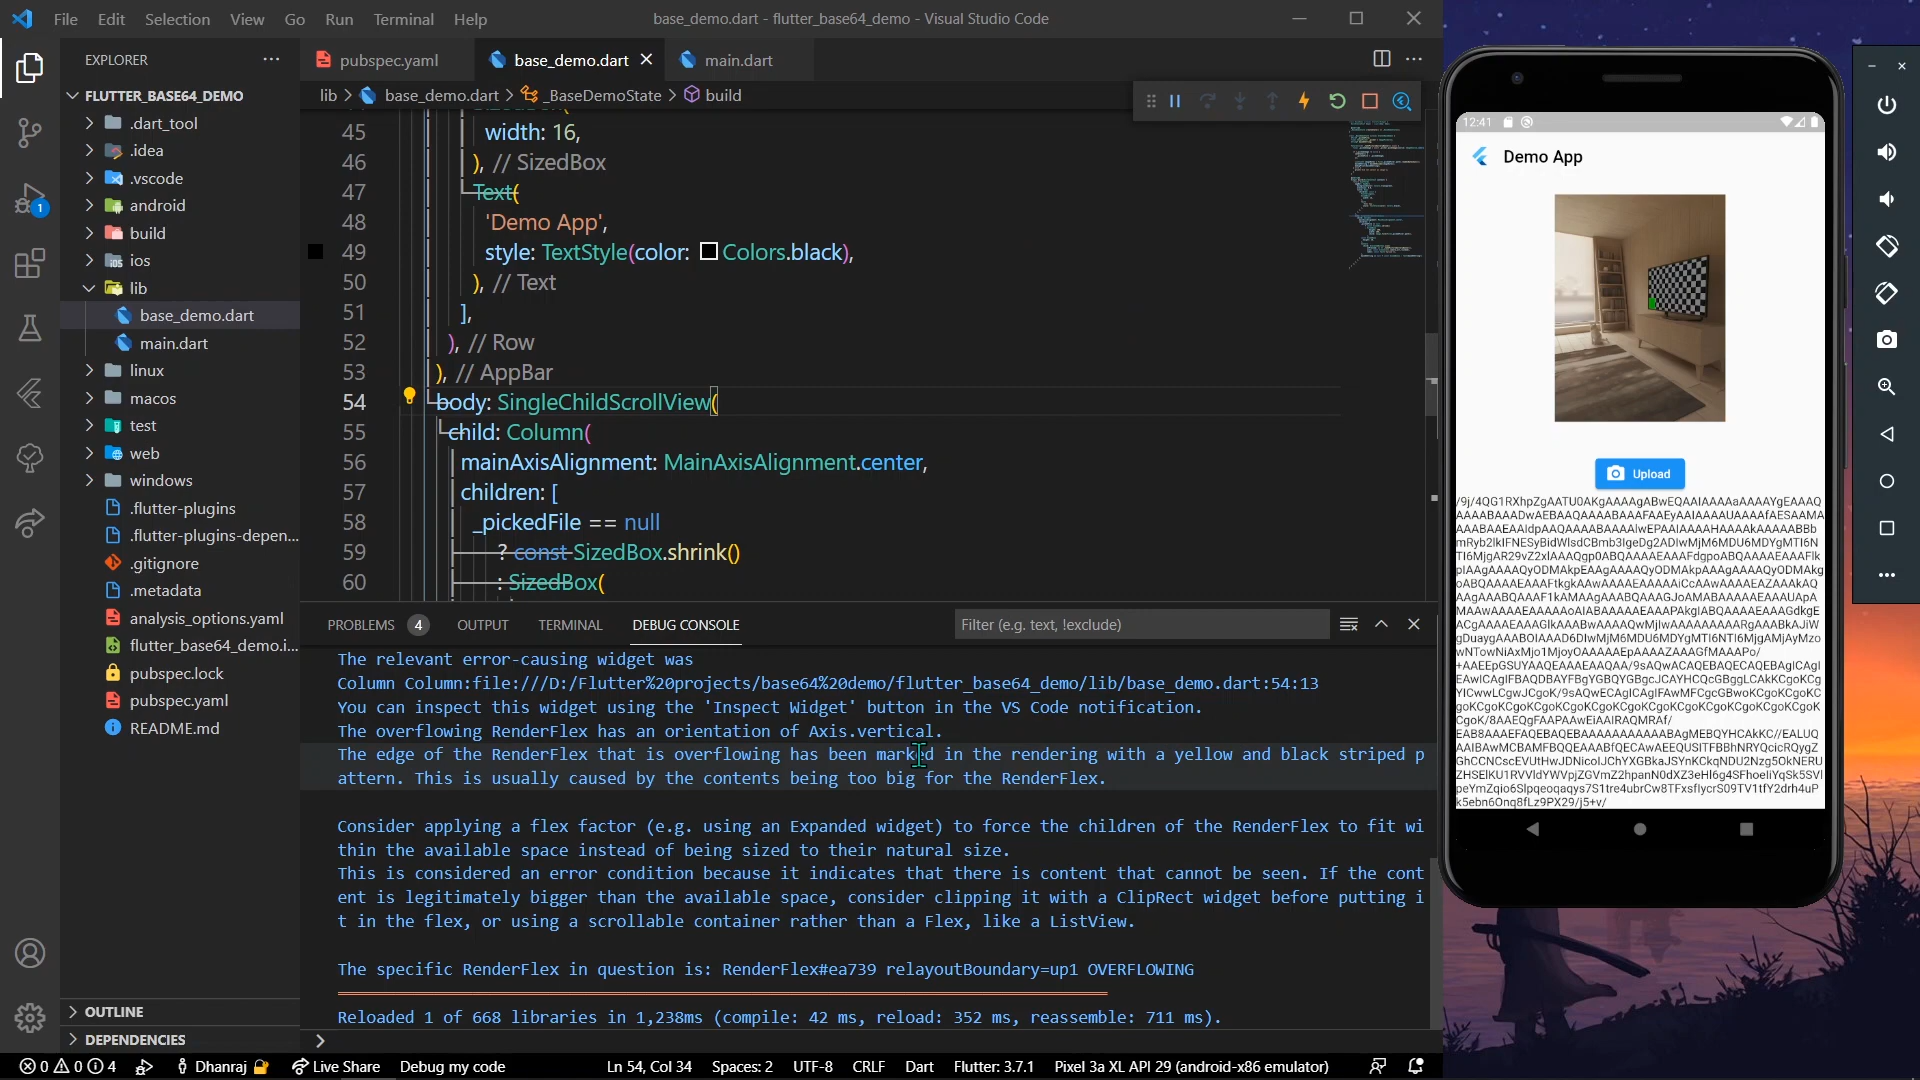 File Edit Selection View Go Run Terminal Help
base_demo.dart - flutter_base64_demo - Visual Studio Code
EXPLORER
FLUTTER_BASE64_DEMO
.dart_tool
.idea
.vscode
android
build
ios
lib
base_demo.dart
main.dart
linux
macos
test
web
windows
.flutter-plugins
.flutter-plugins-depen...
.gitignore
.metadata
analysis_options.yaml
flutter_base64_demo.i...
pubspec.lock
pubspec.yaml
README.md
OUTLINE
DEPENDENCIES
1
pubspec.yaml
base_demo.dart
main.dart
lib > base_demo.dart > _BaseDemoState > build
45 width: 16,
46 ), // SizedBox
47 Text(
48 'Demo App',
49 style: TextStyle(color: Colors.black),
50 ), // Text
51 ],
52 ), // Row
53 ), // AppBar
54 body: SingleChildScrollView(
55 child: Column(
56 mainAxisAlignment: MainAxisAlignment.center,
57 children: [
58 _pickedFile == null
59 ? const SizedBox.shrink()
60 : SizedBox(
PROBLEMS 4 OUTPUT TERMINAL DEBUG CONSOLE
Filter (e.g. text, !exclude)
The relevant error-causing widget was
Column Column:file:///D:/Flutter%20projects/base64%20demo/flutter_base64_demo/lib/base_demo.dart:54:13
You can inspect this widget using the 'Inspect Widget' button in the VS Code notification.
The overflowing RenderFlex has an orientation of Axis.vertical.
The edge of the RenderFlex that is overflowing has been marked in the rendering with a yellow and black striped p
attern. This is usually caused by the contents being too big for the RenderFlex.
Consider applying a flex factor (e.g. using an Expanded widget) to force the children of the RenderFlex to fit wi
thin the available space instead of being sized to their natural size.
This is considered an error condition because it indicates that there is content that cannot be seen. If the cont
ent is legitimately bigger than the available space, consider clipping it with a ClipRect widget before putting i
t in the flex, or using a scrollable container rather than a Flex, like a ListView.
The specific RenderFlex in question is: RenderFlex#ea739 relayoutBoundary=up1 OVERFLOWING
Reloaded 1 of 668 libraries in 1,238ms (compile: 42 ms, reload: 352 ms, reassemble: 711 ms).
0 0 4 Dhanraj Live Share Debug my code
Ln 54, Col 34 Spaces: 2 UTF-8 CRLF Dart Flutter: 3.7.1 Pixel 3a XL API 29 (android-x86 emulator)
12:41
Demo App
Upload